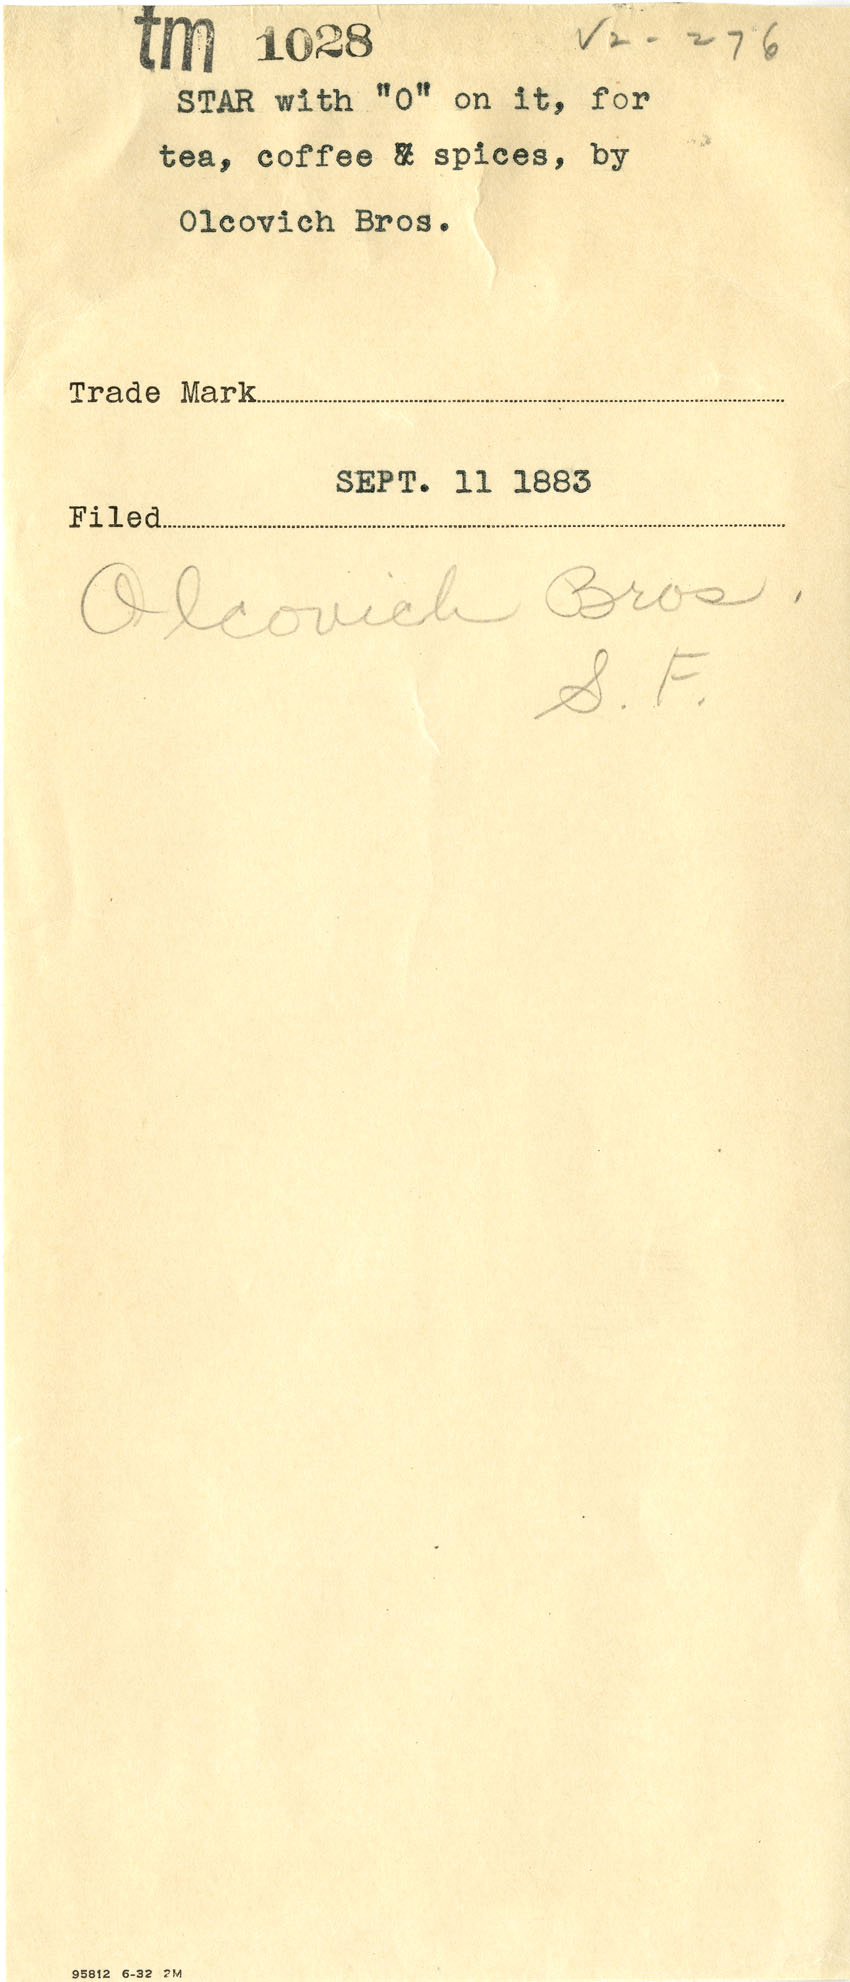 tm 1028 V2-276
STAR with "O" on it, for
tea, coffee & spices, by
Olcovich Bros.
Trade Mark
SEPT. 11 1883
Filed
Olcovich Bros.
S. F.
95812 6-32 2M